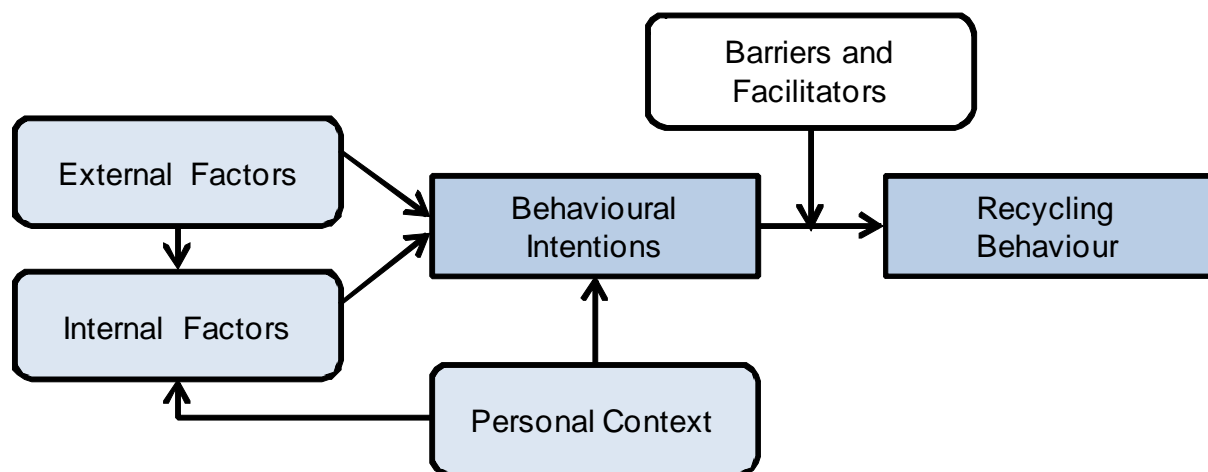 Barriers and
Facilitators
External Factors
Behavioural
Intentions
Recycling
Behaviour
Internal Factors
Personal Context